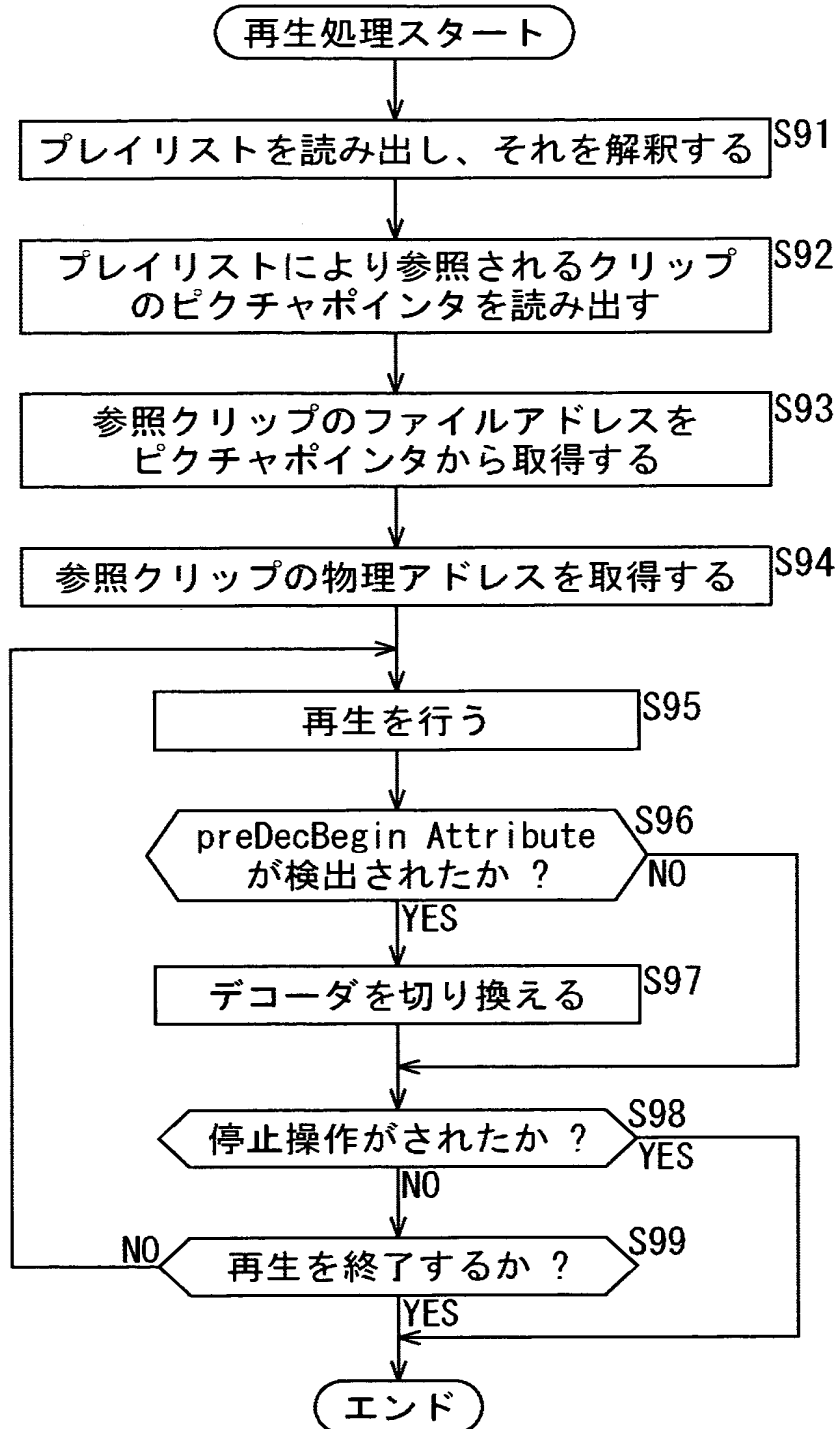 再生処理スタート
プレイリストを読み出し、それを解釈する
S91
プレイリストにより参照されるクリップ
のピクチャポインタを読み出す
S92
参照クリップのファイルアドレスを
ピクチャポインタから取得する
S93
参照クリップの物理アドレスを取得する
S94
再生を行う
S95
preDecBegin Attribute
が検出されたか ?
S96
NO
YES
デコーダを切り換える
S97
停止操作がされたか ?
S98
YES
NO
再生を終了するか ?
S99
NO
YES
エンド